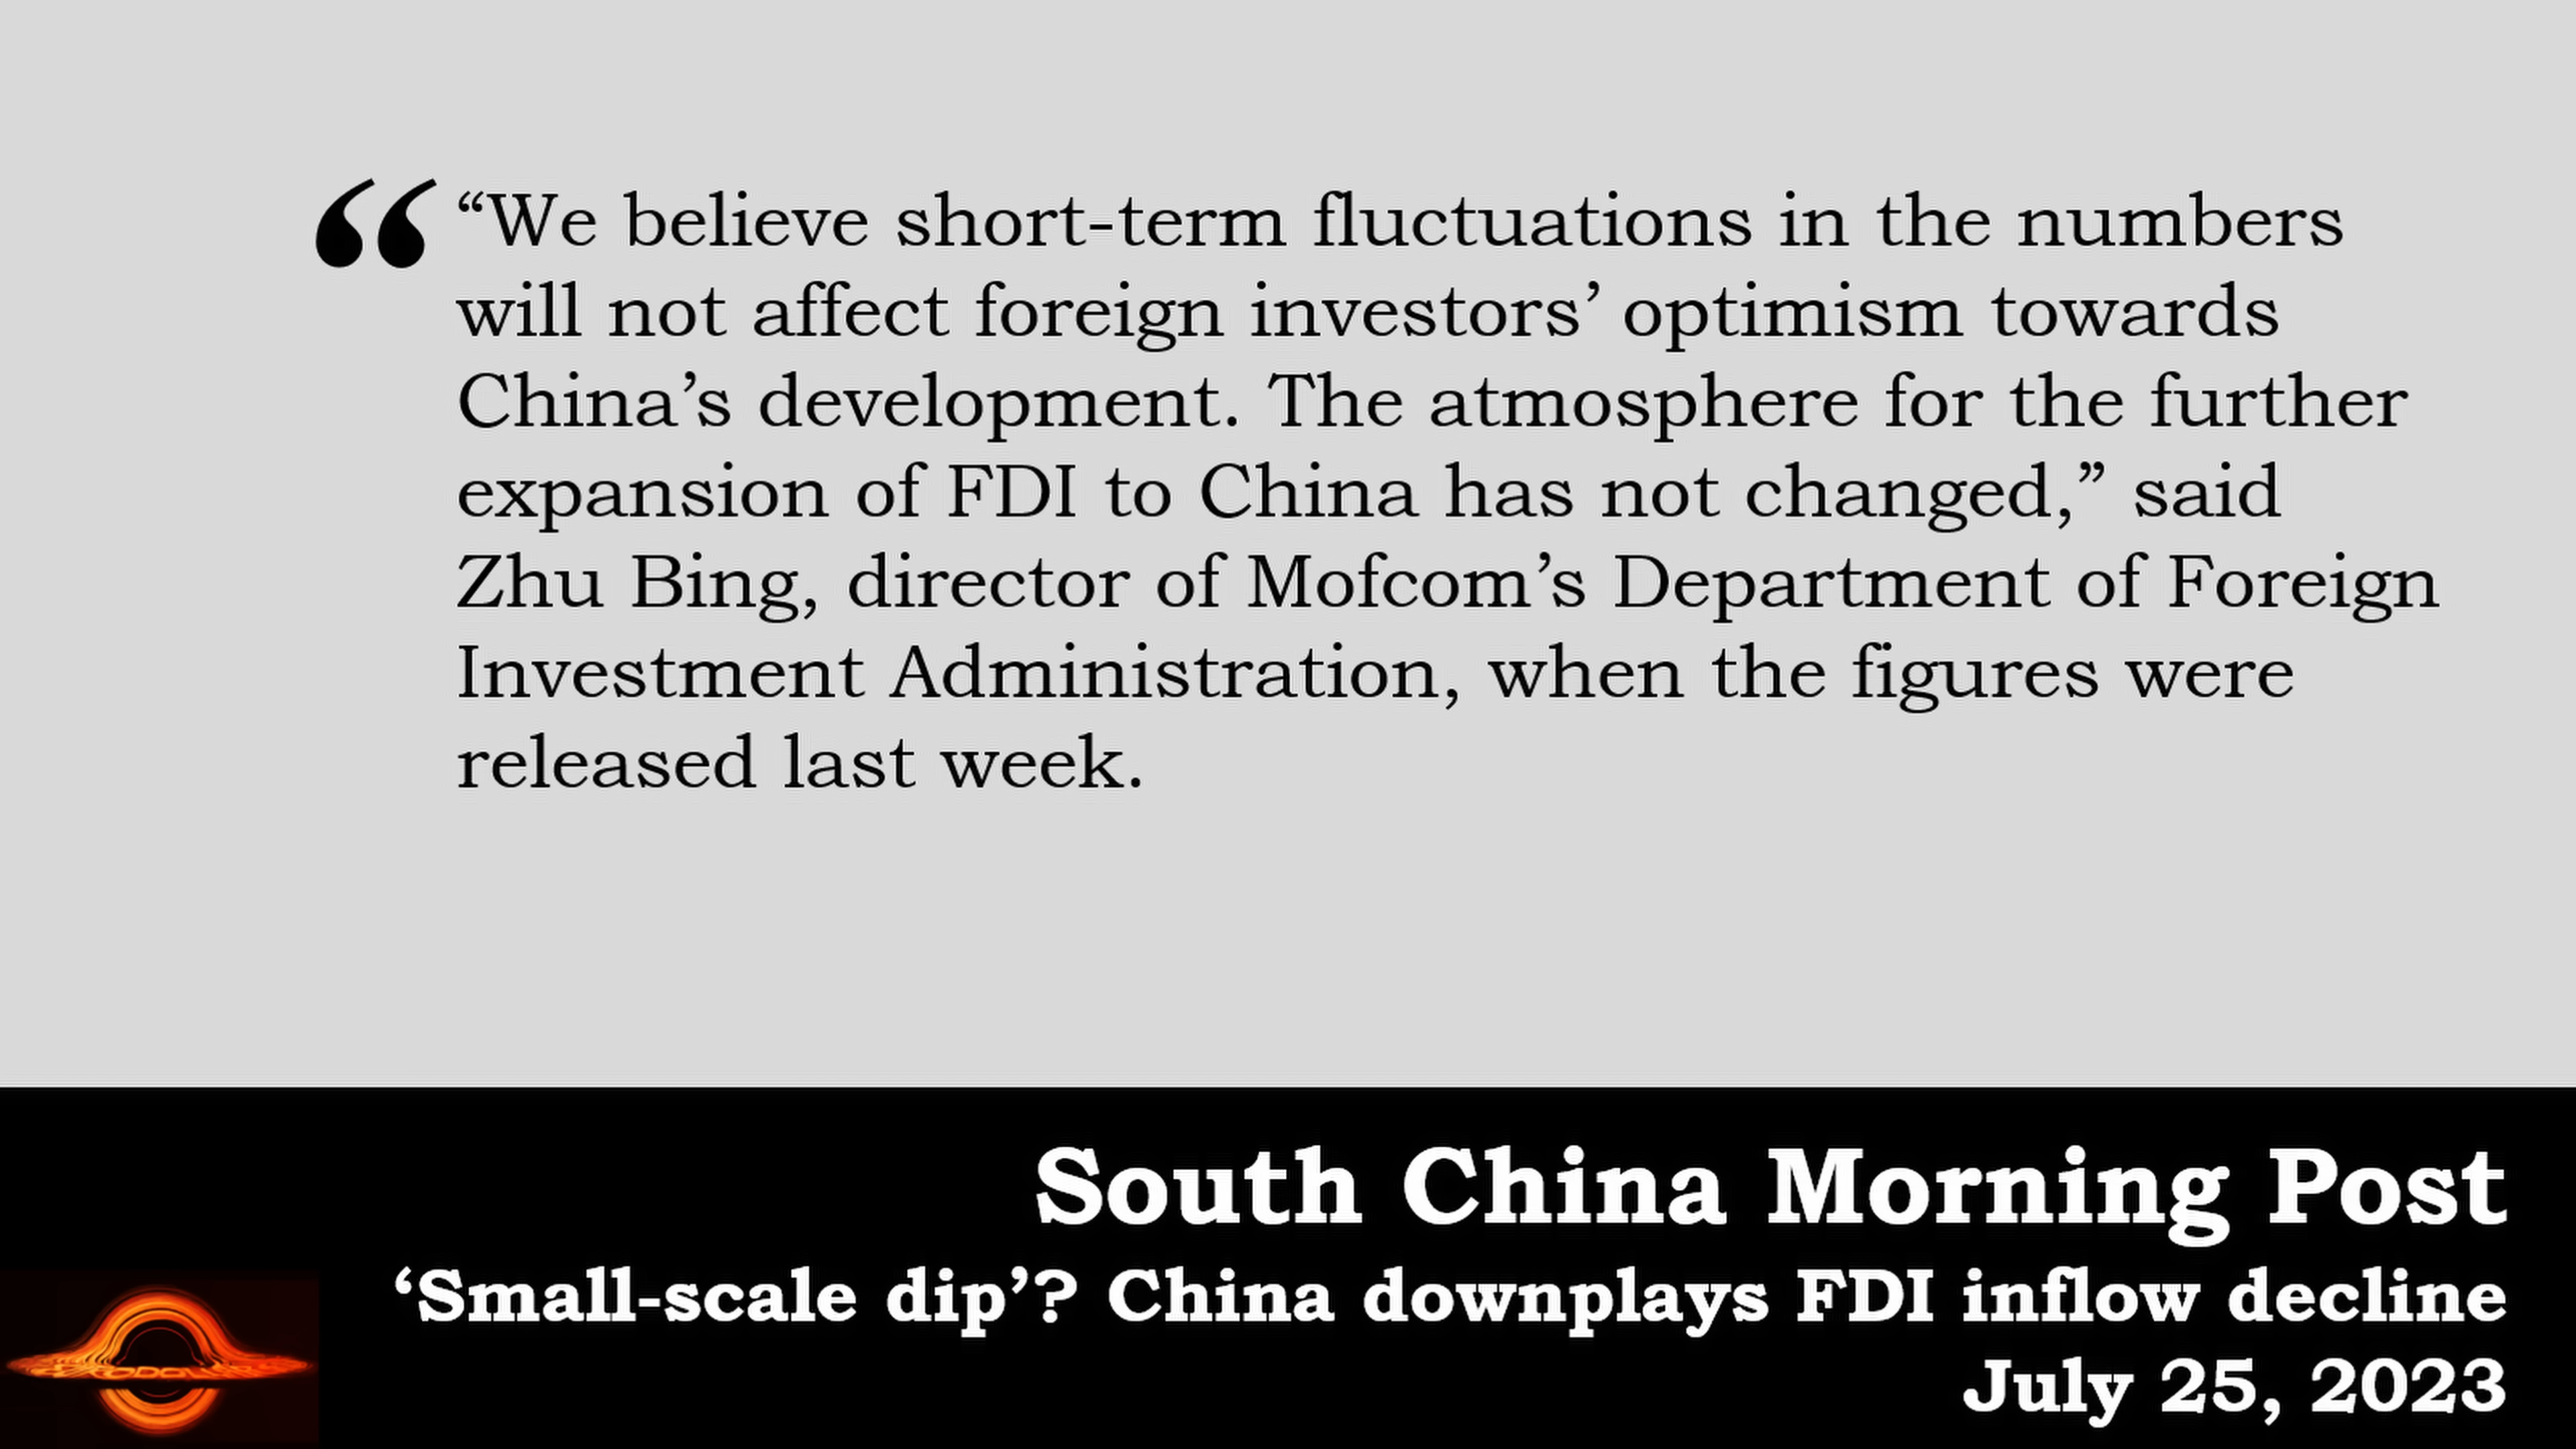 “
“We believe short-term fluctuations in the numbers
will not affect foreign investors’ optimism towards
China’s development. The atmosphere for the further
expansion of FDI to China has not changed,” said
Zhu Bing, director of Mofcom’s Department of Foreign
Investment Administration, when the figures were
released last week.
South China Morning Post
‘Small-scale dip’? China downplays FDI inflow decline
July 25, 2023